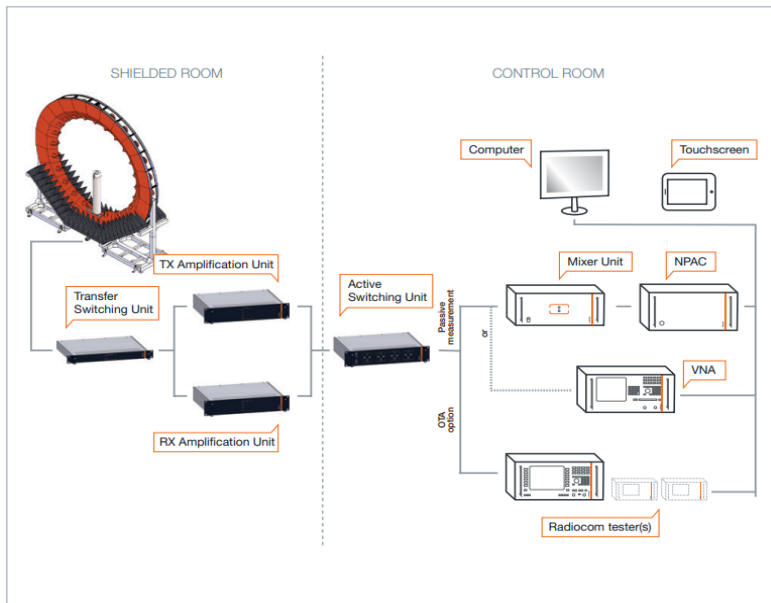 SHIELDED ROOM
CONTROL ROOM
Computer
Touchscreen
TX Amplification Unit
Mixer Unit
NPAC
Transfer
Switching Unit
Active
Switching Unit
Passive
measurement
or
VNA
RX Amplification Unit
OTA
option
Radiocom tester(s)